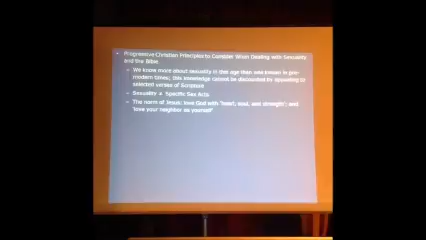 • Progressive Christian Principles to Consider When Dealing with Sexuality
and the Bible
– We know more about sexuality in this age than was known in pre-
modern times; this knowledge cannot be discounted by appealing to
selected verses of Scripture
– Sexuality ≠ Specific Sex Acts
– The norm of Jesus: love God with "heart, soul, and strength"; and
"love your neighbor as yourself"